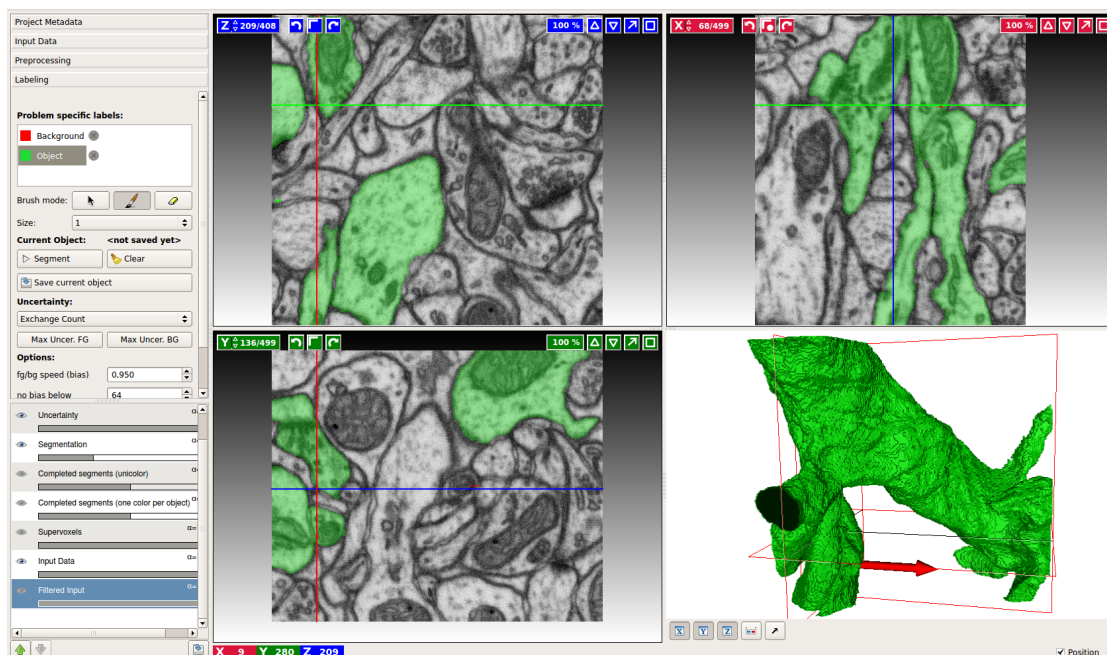 Project Metadata
Input Data
Preprocessing
Labeling
Problem specific labels:
Background
Object
Brush mode:
Size: 1
Current Object: <not saved yet>
Segment Clear
Save current object
Uncertainty:
Exchange Count
Max Uncer. FG Max Uncer. BG
Options:
fg/bg speed (bias) 0,950
no bias below 64
Uncertainty
Segmentation
Completed segments (unicolor)
Completed segments (one color per object)
Supervoxels
Input Data
Filtered Input
Z 209/408 100 %
X 68/499 100 %
Y 136/499 100 %
X Y Z
X 9 Y 280 Z 209
Position